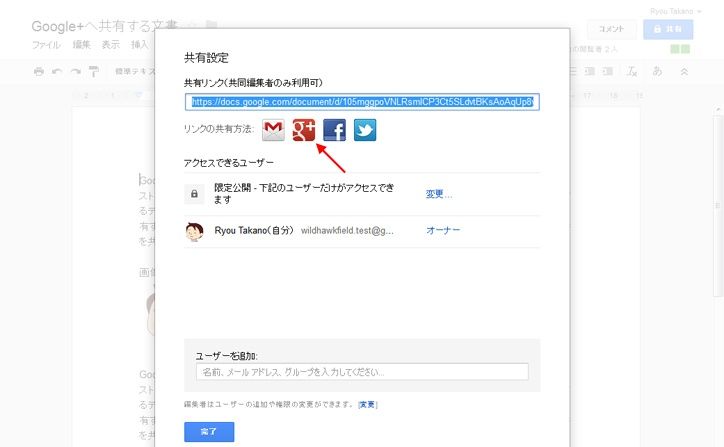 Ryou Takano
Google+へ共有する文書
ファイル 編集 表示 挿入
コメント
共有
の閲覧者 2 人
標準テキス
2 1
15 16 17 18
共有設定
共有リンク（共同編集者のみ利用可）
https://docs.google.com/document/d/105mggpoVNLRsmlCP3Ct5SLdvtBKsAoAqUp8
リンクの共有方法:
アクセスできるユーザー
限定公開 - 下記のユーザーだけがアクセスでき
ます
変更...
Ryou Takano（自分） wildhawkfield.test@g...
オーナー
ユーザーを追加:
名前、メール アドレス、グループを入力してください...
編集者はユーザーの追加や権限の変更ができます。 [変更]
完了
Goo
スト
るテ
有す
を共
画像
Goo
スト
るテ
有す
を共